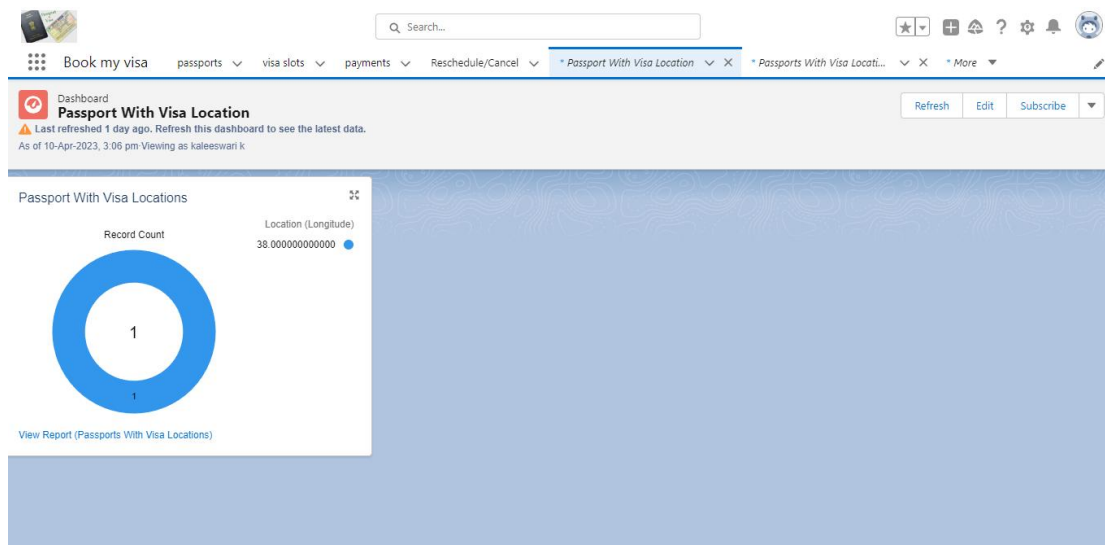 Search...
Book my visa passports visa slots payments Reschedule/Cancel * Passport With Visa Location * Passports With Visa Locati... * More
Dashboard
Passport With Visa Location
Last refreshed 1 day ago. Refresh this dashboard to see the latest data.
As of 10-Apr-2023, 3:06 pm·Viewing as kaleeswari k
Refresh Edit Subscribe
Passport With Visa Locations
Record Count
Location (Longitude)
38.000000000000
1
1
View Report (Passports With Visa Locations)